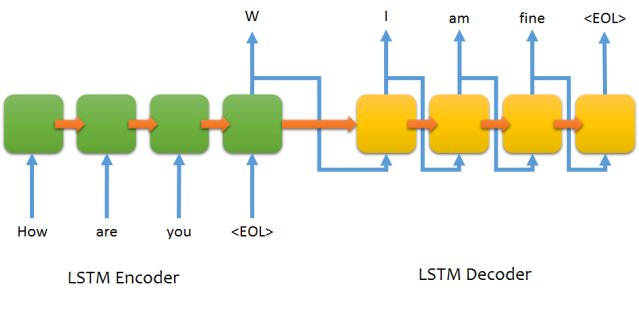 W I am fine <EOL>
How are you <EOL>
LSTM Encoder LSTM Decoder